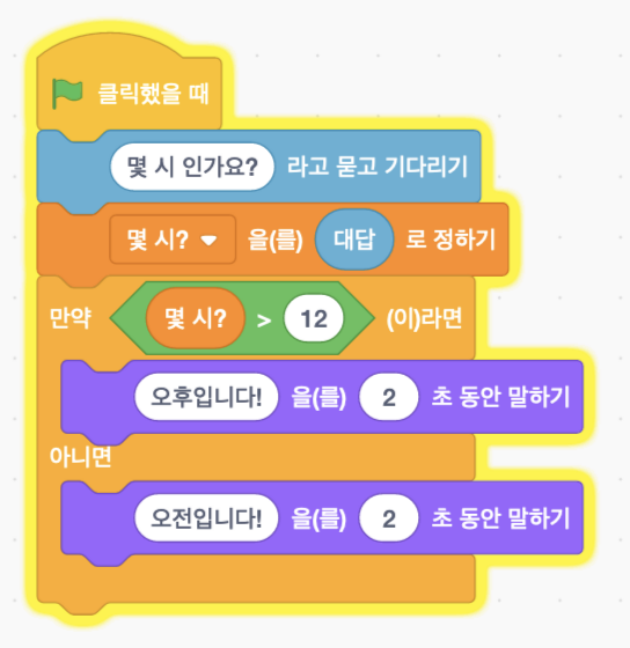 클릭했을 때
몇 시 인가요? 라고 묻고 기다리기
몇 시? 을(를) 대답 로 정하기
만약 몇 시? > 12 (이)라면
오후입니다! 을(를) 2 초 동안 말하기
아니면
오전입니다! 을(를) 2 초 동안 말하기